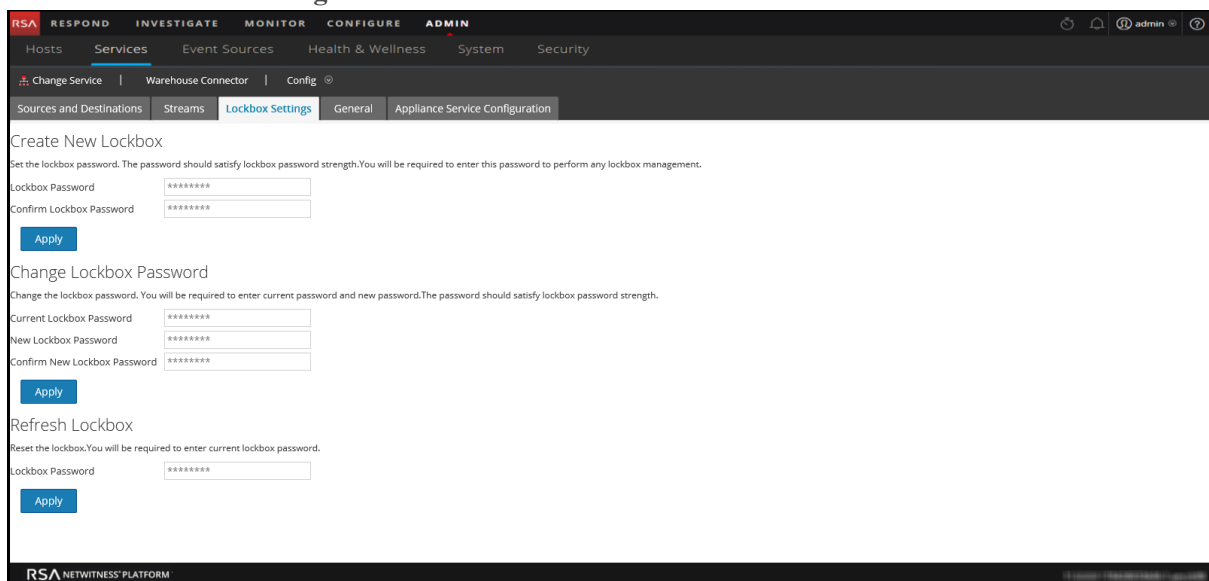 RSA RESPOND INVESTIGATE MONITOR CONFIGURE ADMIN admin
Hosts Services Event Sources Health & Wellness System Security
Change Service | Warehouse Connector | Config
Sources and Destinations Streams Lockbox Settings General Appliance Service Configuration
Create New Lockbox
Set the lockbox password. The password should satisfy lockbox password strength.You will be required to enter this password to perform any lockbox management.
Lockbox Password ********
Confirm Lockbox Password ********
Apply
Change Lockbox Password
Change the lockbox password. You will be required to enter current password and new password.The password should satisfy lockbox password strength.
Current Lockbox Password ********
New Lockbox Password ********
Confirm New Lockbox Password ********
Apply
Refresh Lockbox
Reset the lockbox.You will be required to enter current lockbox password.
Lockbox Password ********
Apply
RSA NETWITNESS PLATFORM